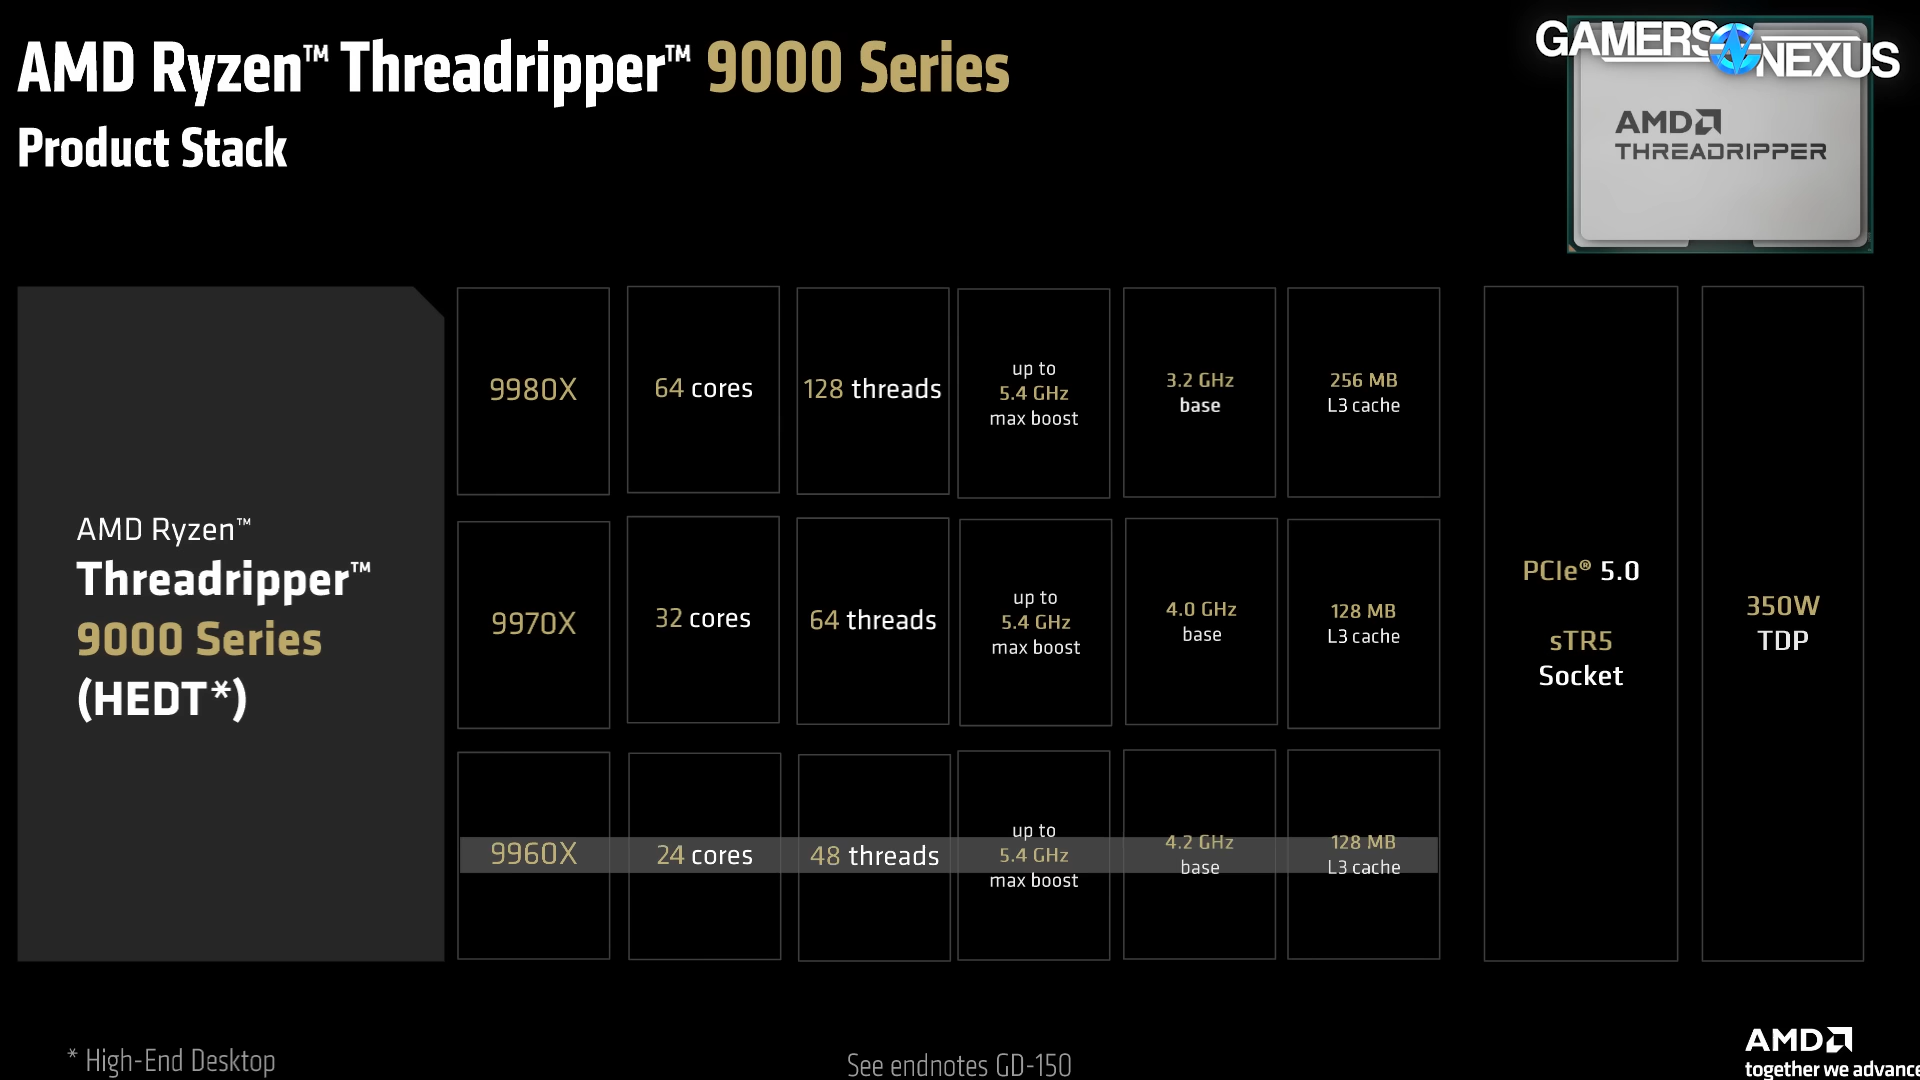 AMD Ryzen™ Threadripper™ 9000 Series
Product Stack
GAMERS NEXUS
AMD
THREADRIPPER
AMD Ryzen™
Threadripper™
9000 Series
(HEDT*)
9980X
64 cores
128 threads
up to
5.4 GHz
max boost
3.2 GHz
base
256 MB
L3 cache
9970X
32 cores
64 threads
up to
5.4 GHz
max boost
4.0 GHz
base
128 MB
L3 cache
9960X
24 cores
48 threads
up to
5.4 GHz
max boost
4.2 GHz
base
128 MB
L3 cache
PCIe® 5.0
sTR5
Socket
350W
TDP
* High-End Desktop
See endnotes GD-150
AMD
together we advance